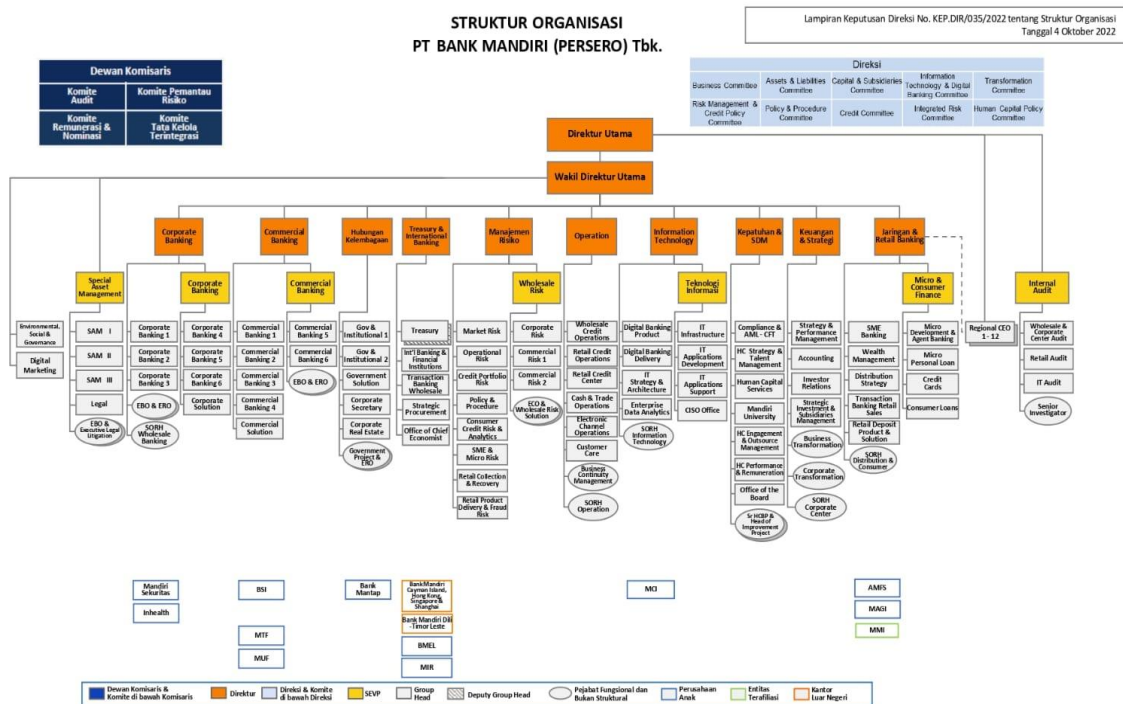 STRUKTUR ORGANISASI
PT BANK MANDIRI (PERSERO) Tbk.
Lampiran Keputusan Direksi No. KEP.DIR/035/2022 tentang Struktur Organisasi
Tanggal 4 Oktober 2022
Dewan Komisaris
Komite
Audit
Komite Pemantau
Risiko
Komite
Remunerasi &
Nominasi
Komite
Tata Kelola
Terintegrasi
Direksi
Business Committee
Assets & Liabilities
Committee
Capital & Subsidiaries
Committee
Information
Technology & Digital
Banking Committee
Transformation
Committee
Risk Management &
Credit Policy
Committee
Policy & Procedure
Committee
Credit Committee
Integrated Risk
Committee
Human Capital Policy
Committee
Direktur Utama
Wakil Direktur Utama
Corporate
Banking
Commercial
Banking
Hubungan
Kelembagaan
Treasury &
International
Banking
Manajemen
Risiko
Operation
Information
Technology
Kepatuhan
& SDM
Keuangan
& Strategi
Jaringan &
Retail Banking
Special
Asset
Management
Corporate
Banking
Commercial
Banking
Wholesale
Risk
Teknologi
Informasi
Micro &
Consumer
Finance
Internal
Audit
Environmental,
Social &
Governance
Digital
Marketing
SAM I
SAM II
SAM III
Legal
EBO &
Executive Legal
Litigation
Corporate
Banking 1
Corporate
Banking 2
Corporate
Banking 3
EBO & ERO
SORH
Wholesale
Banking
Corporate
Banking 4
Corporate
Banking 5
Corporate
Banking 6
Corporate
Solution
Commercial
Banking 1
Commercial
Banking 2
Commercial
Banking 3
Commercial
Banking 4
Commercial
Solution
Commercial
Banking 5
Commercial
Banking 6
EBO & ERO
Gov &
Institutional 1
Gov &
Institutional 2
Government
Solution
Corporate
Secretary
Corporate
Real Estate
Government
Project &
ERO
Treasury
Int'l Banking &
Financial
Institutions
Transaction
Banking
Wholesale
Strategic
Procurement
Office of Chief
Economist
Market Risk
Operational
Risk
Credit Portfolio
Risk
Policy &
Procedure
Consumer
Credit Risk &
Analytics
SME &
Micro Risk
Retail Collection
& Recovery
Retail Product
Delivery & Fraud
Risk
Corporate
Risk
Commercial
Risk 1
Commercial
Risk 2
ECO &
Wholesale Risk
Solution
Wholesale
Credit
Operations
Retail Credit
Operations
Retail Credit
Center
Cash & Trade
Operations
Electronic
Channel
Operations
Customer
Care
Business
Continuity
Management
SORH
Operation
Digital Banking
Product
Digital Banking
Delivery
IT
Strategy &
Architecture
Enterprise
Data Analytics
SORH
Information
Technology
IT
Infrastructure
IT
Applications
Development
IT
Applications
Support
CISO Office
Compliance &
AML - CFT
HC Strategy &
Talent
Management
Human Capital
Services
Mandiri
University
HC Engagement
& Outsource
Management
HC Performance
& Remuneration
Office of the
Board
Sr HCBP &
Head of
Improvement
Project
Strategy &
Performance
Management
Accounting
Investor
Relations
Strategic
Investment &
Subsidiaries
Management
Business
Transformation
Corporate
Transformation
SORH
Corporate
Center
SME
Banking
Wealth
Management
Distribution
Strategy
Transaction
Banking Retail
Sales
Retail Deposit
Product &
Solution
SORH
Distribution &
Consumer
Micro
Development &
Agent Banking
Micro
Personal Loan
Credit
Cards
Consumer Loans
Regional CEO
1 - 12
Wholesale &
Corporate
Center Audit
Retail Audit
IT Audit
Senior
Investigator
Mandiri
Sekuritas
Inhealth
BSI
MTF
MUF
Bank
Mantap
Bank Mandiri
Cayman Island,
Hong Kong,
Singapore &
Shanghai
Bank Mandiri Dili
- Timor Leste
BMEL
MIR
MCI
AMFS
MAGI
MMI
Dewan Komisaris &
Komite di bawah Komisaris
Direktur
Direksi & Komite
di bawah Direksi
SEVP
Group
Head
Deputy Group Head
Pejabat Fungsional dan
Bukan Struktural
Perusahaan
Anak
Entitas
Terafiliasi
Kantor
Luar Negeri